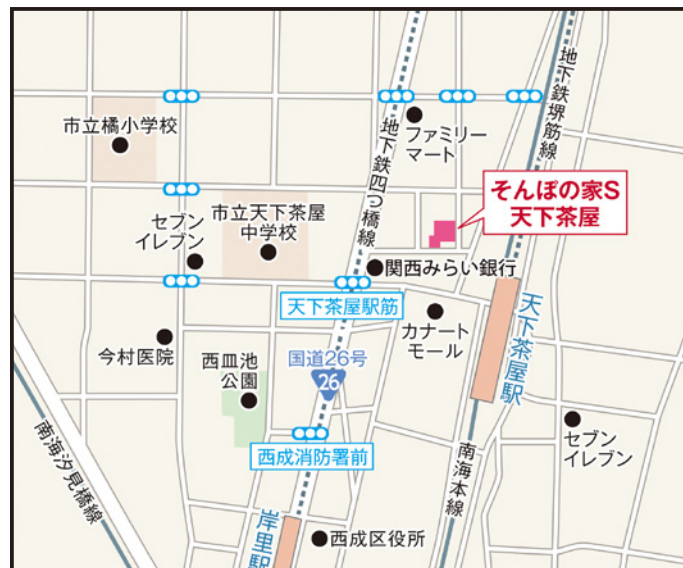 市立橘小学校
ファミリー
マート
地下鉄四つ橋線
地下鉄堺筋線
そんぽの家S
天下茶屋
セブン
イレブン
市立天下茶屋
中学校
関西みらい銀行
天下茶屋駅筋
カナート
モール
天下茶屋駅
今村医院
西皿池
公園
国道26号
26
西成消防署前
セブン
イレブン
南海汐見橋線
南海本線
岸里駅
西成区役所